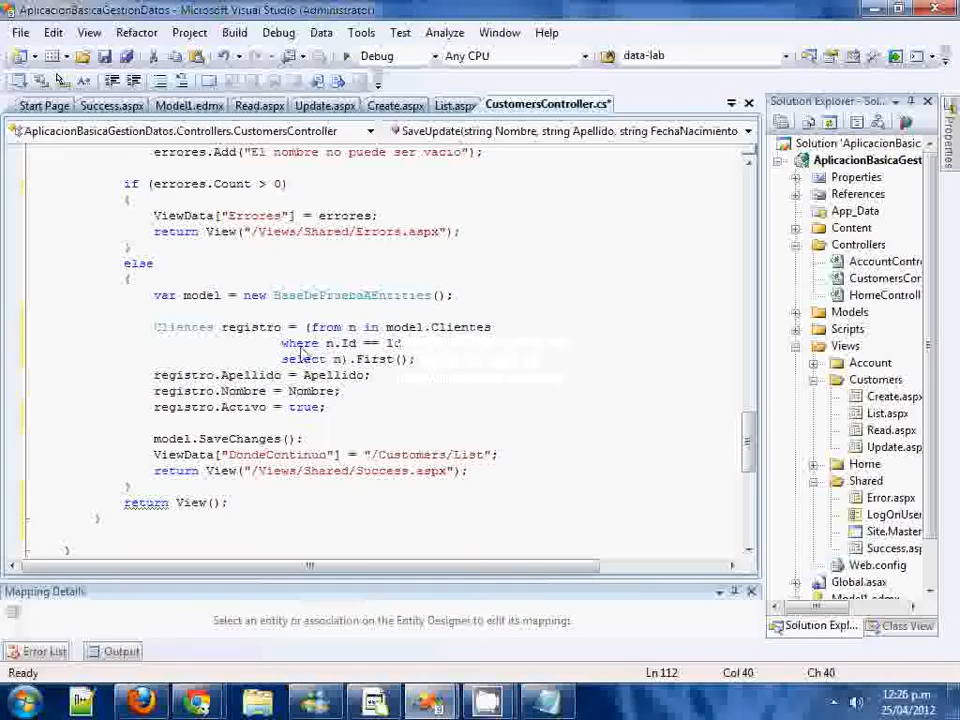 AplicacionBasicaGestionDatos - Microsoft Visual Studio (Administrator)
File Edit View Refactor Project Build Debug Data Tools Test Analyze Window Help
Debug Any CPU data-lab
Start Page Success.aspx Model1.edmx Read.aspx Update.aspx Create.aspx List.aspx CustomersController.cs*
AplicacionBasicaGestionDatos.Controllers.CustomersController SaveUpdate(string Nombre, string Apellido, string FechaNacimiento
errores.Add("El nombre no puede ser vacio");
if (errores.Count > 0)
{
ViewData["Errores"] = errores;
return View("/Views/Shared/Errors.aspx");
}
else
{
var model = new BaseDePruebaAEntities();
Clientes registro = (from n in model.Clientes
where n.Id == Id
select n).First();
registro.Apellido = Apellido;
registro.Nombre = Nombre;
registro.Activo = true;
model.SaveChanges();
ViewData["DondeContinuo"] = "/Customers/List";
return View("/Views/Shared/Success.aspx");
}
return View();
}
}
Mapping Details
Select an entity or association on the Entity Designer to edit its mappings.
Error List Output
Ready Ln 112 Col 40 Ch 40
Solution Explorer - Sol...
Solution 'AplicacionBasic
AplicacionBasicaGest
Properties
References
App_Data
Content
Controllers
AccountContr
CustomersCor
HomeControll
Models
Scripts
Views
Account
Customers
Create.aspx
List.aspx
Read.aspx
Update.aspx
Home
Shared
Error.aspx
LogOnUser
Site.Master
Success.asp
Web.config
Global.asax
Model1.edmx
Solution Expl... Class View
Properties
12:26 p.m.
25/04/2012